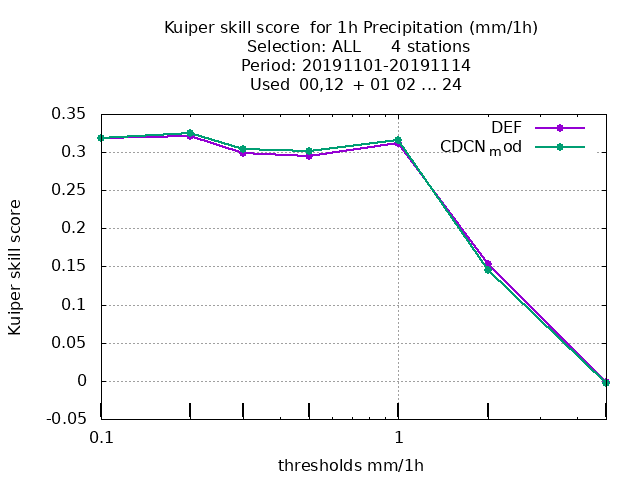 Kuiper skill score  for 1h Precipitation (mm/1h)
Selection: ALL      4 stations
Period: 20191101-20191114
Used  00,12  + 01 02 ... 24
0.35
0.3
0.25
0.2
0.15
0.1
0.05
0
-0.05
Kuiper skill score
DEF
CDCNmod
0.1
1
thresholds mm/1h